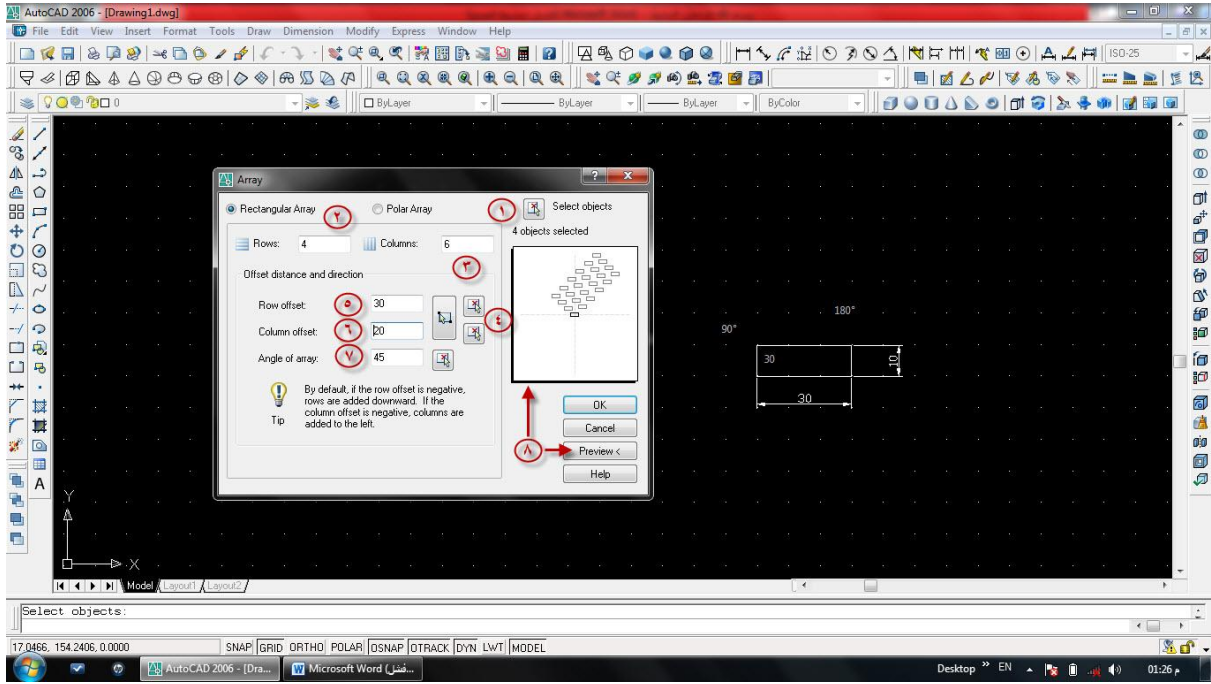 AutoCAD 2006 - [Drawing1.dwg]
File Edit View Insert Format Tools Draw Dimension Modify Express Window Help
ISO-25
0 ByLayer ByLayer ByLayer ByColor
Array
Rectangular Array ٢ Polar Array ١ Select objects
4 objects selected
Rows: 4 Columns: 6
٣
Offset distance and direction
Row offset: ٥ 30
٤
Column offset: ٦ 20
Angle of array: ٧ 45
Tip
By default, if the row offset is negative,
rows are added downward. If the
column offset is negative, columns are
added to the left.
OK
Cancel
٨ Preview <
Help
180°
90°
30
10
30
A
Y
X
Model Layout1 Layout2
Select objects:
17.0466, 154.2406, 0.0000 SNAP GRID ORTHO POLAR OSNAP OTRACK DYN LWT MODEL
AutoCAD 2006 - [Dra... Microsoft Word Desktop » EN 01:26 م